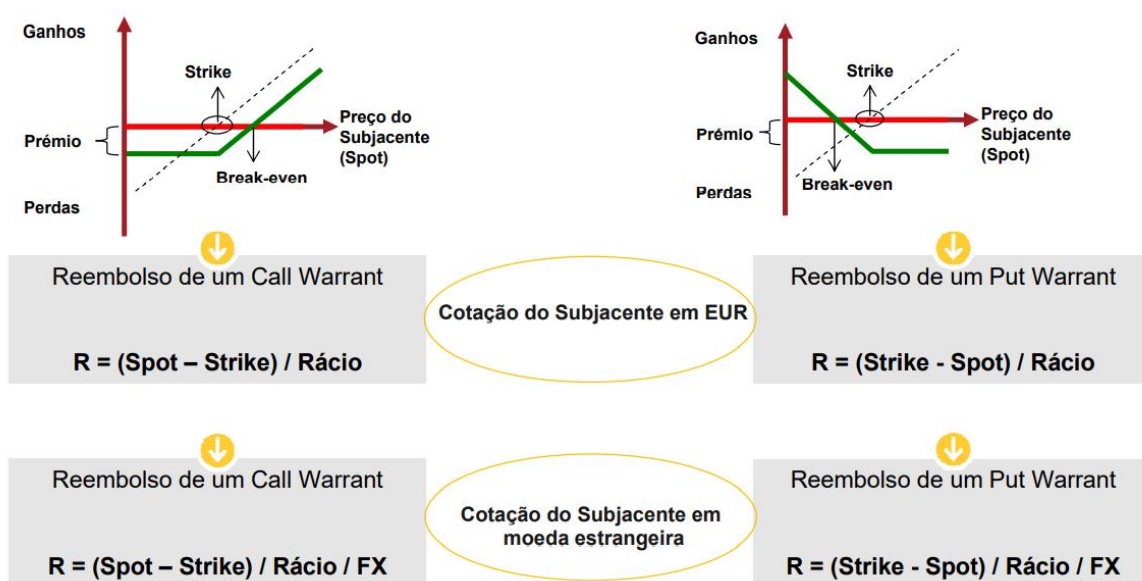 Ganhos
Strike
Preço do
Subjacente
(Spot)
Prémio
Break-even
Perdas
Ganhos
Strike
Preço do
Subjacente
(Spot)
Prémio
Break-even
Perdas
Reembolso de um Call Warrant
R = (Spot – Strike) / Rácio
Cotação do Subjacente em EUR
Reembolso de um Put Warrant
R = (Strike - Spot) / Rácio
Reembolso de um Call Warrant
R = (Spot – Strike) / Rácio / FX
Cotação do Subjacente em
moeda estrangeira
Reembolso de um Put Warrant
R = (Strike - Spot) / Rácio / FX